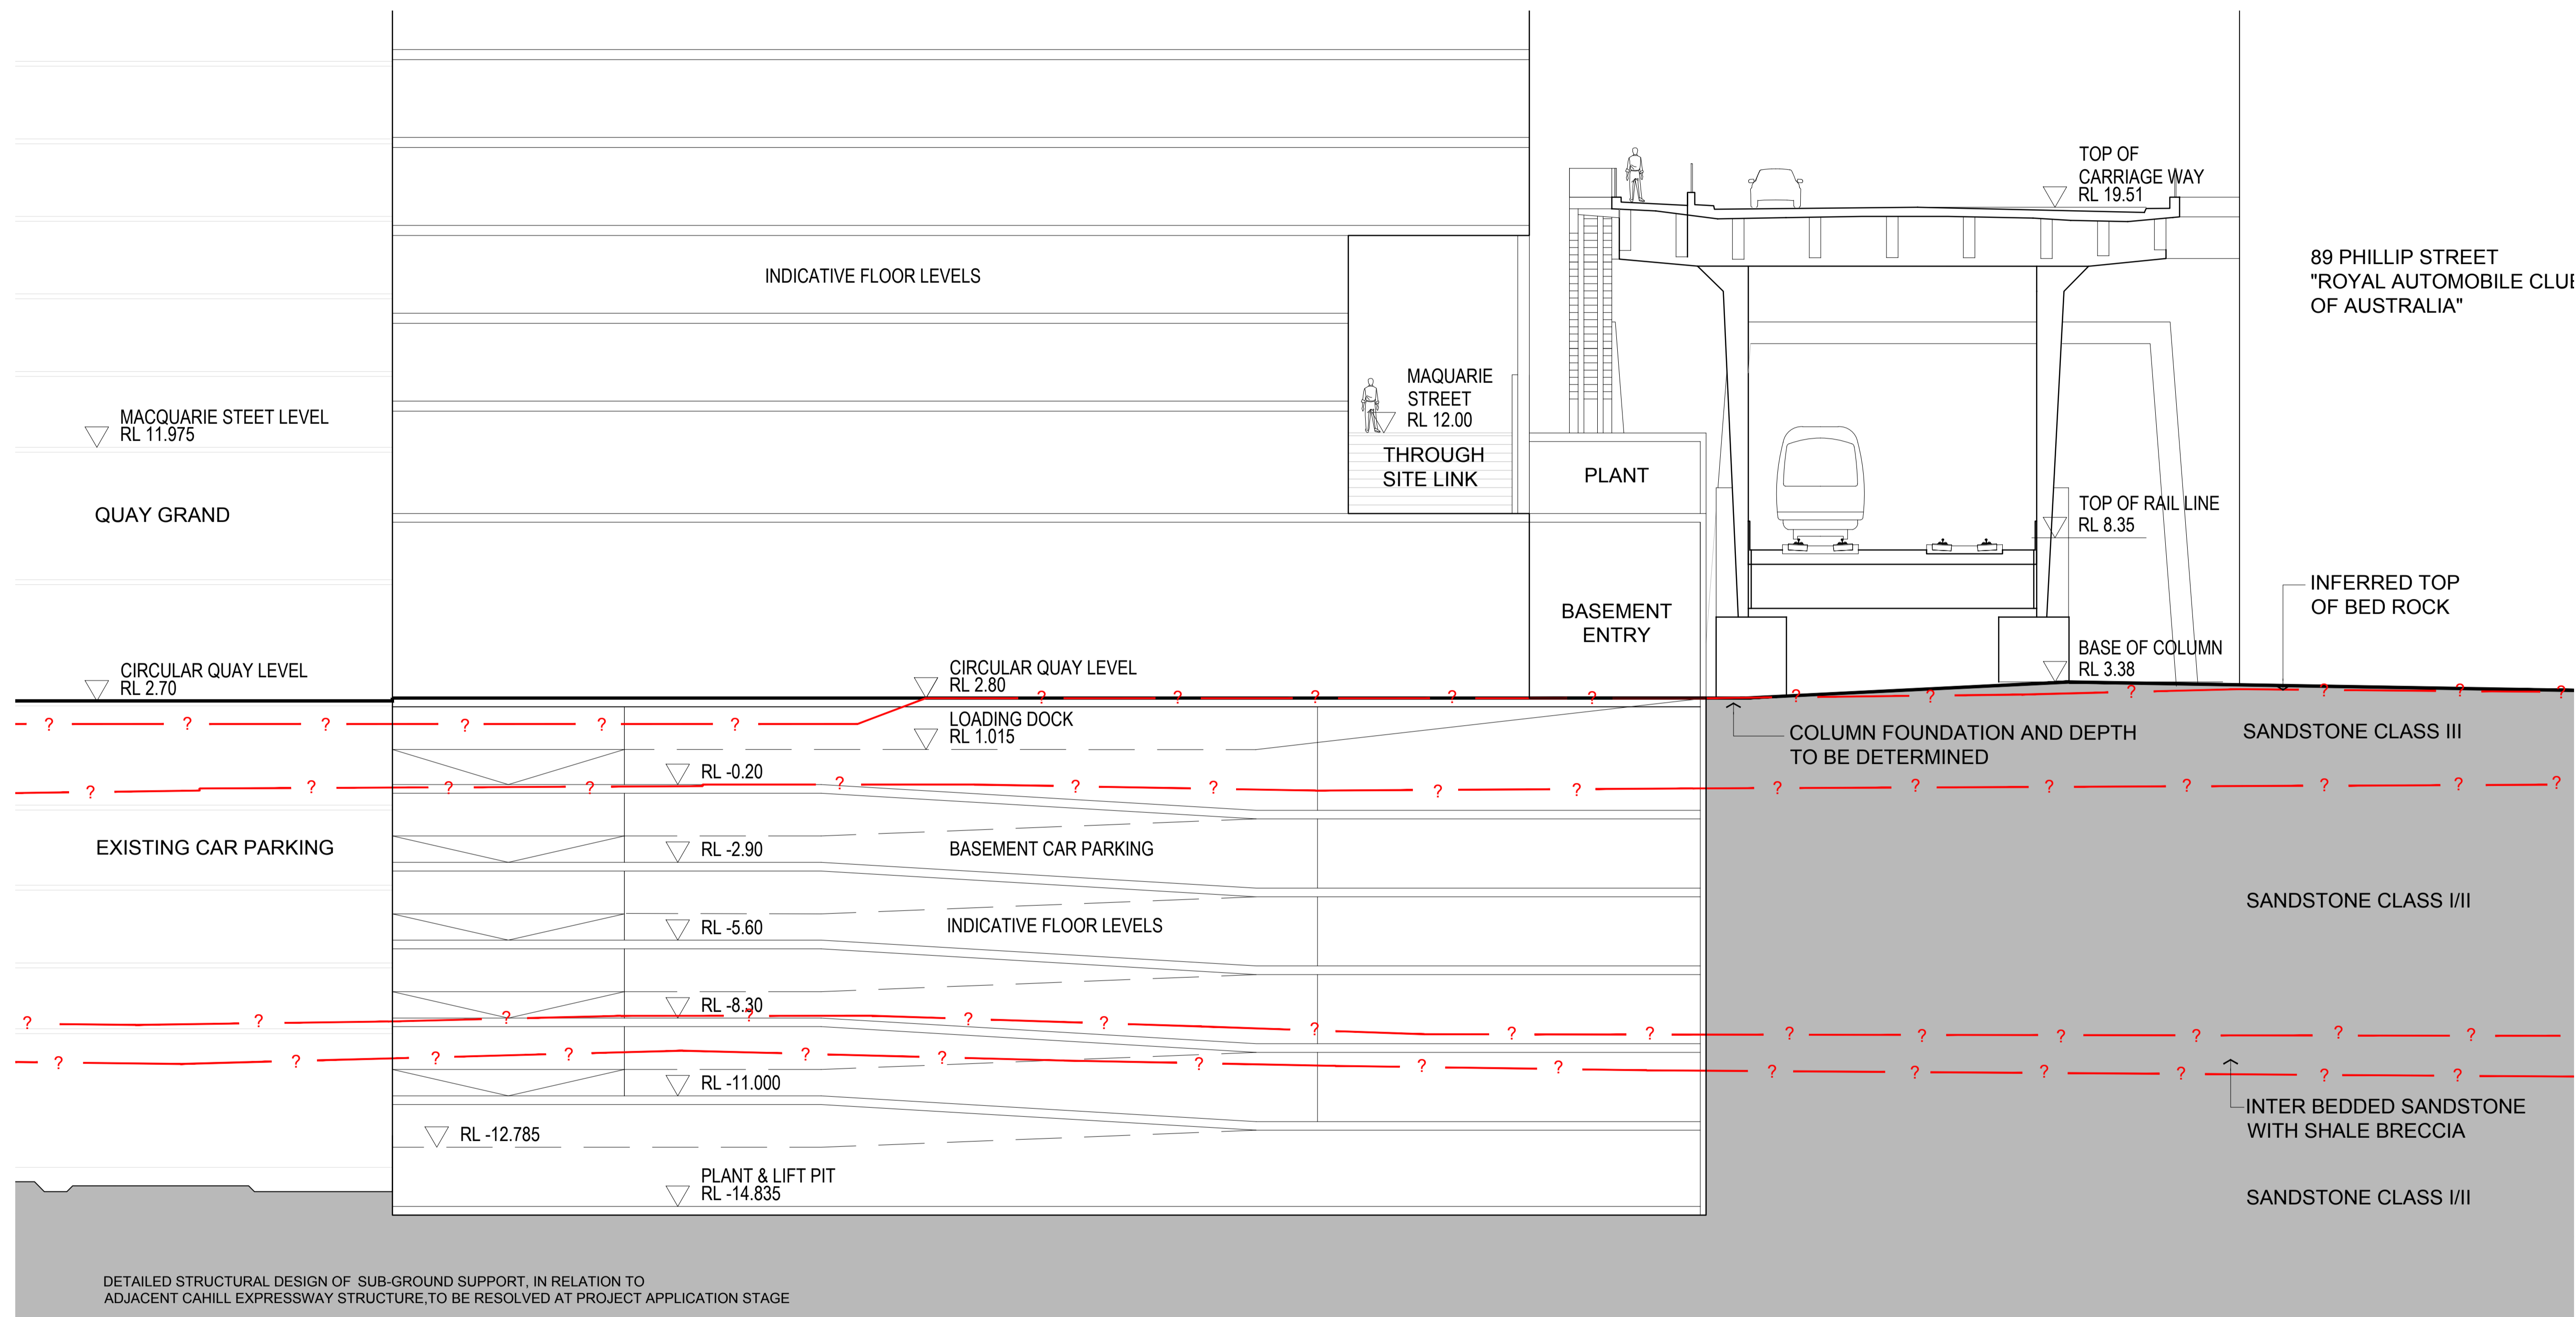 TOP OF
CARRIAGE WAY
RL 19.51
89 PHILLIP STREET
"ROYAL AUTOMOBILE CLUB
OF AUSTRALIA"
INDICATIVE FLOOR LEVELS
MAQUARIE
STREET
RL 12.00
MACQUARIE STEET LEVEL
RL 11.975
THROUGH
SITE LINK
PLANT
QUAY GRAND
TOP OF RAIL LINE
RL 8.35
INFERRED TOP
OF BED ROCK
BASEMENT
ENTRY
BASE OF COLUMN
RL 3.38
CIRCULAR QUAY LEVEL
RL 2.70
CIRCULAR QUAY LEVEL
RL 2.80
LOADING DOCK
RL 1.015
COLUMN FOUNDATION AND DEPTH
TO BE DETERMINED
SANDSTONE CLASS III
RL -0.20
EXISTING CAR PARKING
RL -2.90
BASEMENT CAR PARKING
SANDSTONE CLASS I/II
RL -5.60
INDICATIVE FLOOR LEVELS
RL -8.30
RL -11.000
INTER BEDDED SANDSTONE
WITH SHALE BRECCIA
RL -12.785
PLANT & LIFT PIT
RL -14.835
SANDSTONE CLASS I/II
DETAILED STRUCTURAL DESIGN OF SUB-GROUND SUPPORT, IN RELATION TO
ADJACENT CAHILL EXPRESSWAY STRUCTURE,TO BE RESOLVED AT PROJECT APPLICATION STAGE